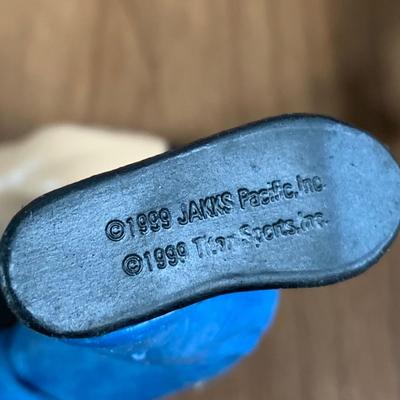 ©1999 JAKKS Pacific, Inc.
©1999 Titan Sports, Inc.